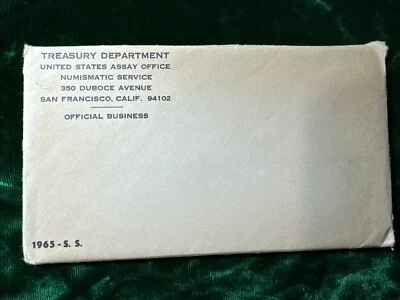 TREASURY DEPARTMENT
UNITED STATES ASSAY OFFICE
NUMISMATIC SERVICE
350 DUBOCE AVENUE
SAN FRANCISCO, CALIF. 94102
OFFICIAL BUSINESS
1965 - S. S.